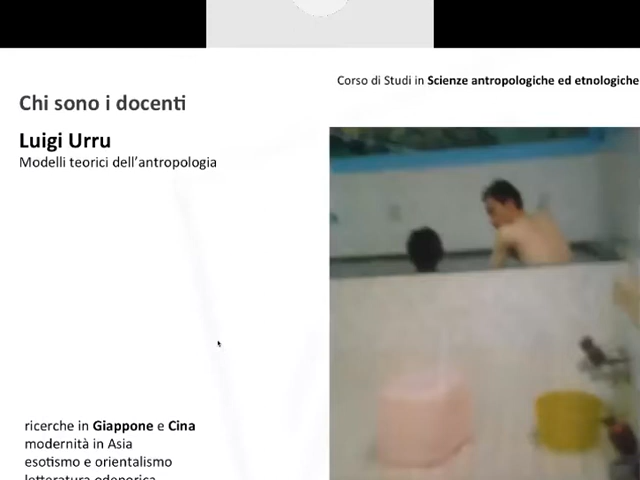 Corso di Studi in Scienze antropologiche ed etnologiche
Chi sono i docenti
Luigi Urru
Modelli teorici dell'antropologia
ricerche in Giappone e Cina
modernità in Asia
esotismo e orientalismo
letteratura odeporica